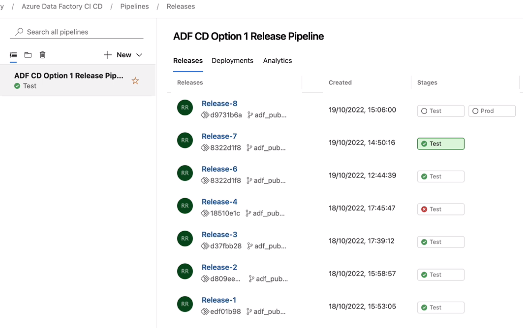 y / Azure Data Factory CI CD / Pipelines / Releases
Search all pipelines
New
ADF CD Option 1 Release Pip...
Test
ADF CD Option 1 Release Pipeline
Releases Deployments Analytics
Releases Created Stages
RR Release-8 19/10/2022, 15:06:00 Test Prod
d9731b6a adf_pub...
RR Release-7 19/10/2022, 14:50:16 Test
8322d1f8 adf_pub...
RR Release-6 19/10/2022, 12:44:39 Test
8322d1f8 adf_pub...
RR Release-4 18/10/2022, 17:45:47 Test
18510e1c adf_pub...
RR Release-3 18/10/2022, 17:39:12 Test
d37fbb28 adf_pub...
RR Release-2 18/10/2022, 15:58:57 Test
d809ee... adf_pub...
RR Release-1 18/10/2022, 15:53:05 Test
edf01b98 adf_pub...